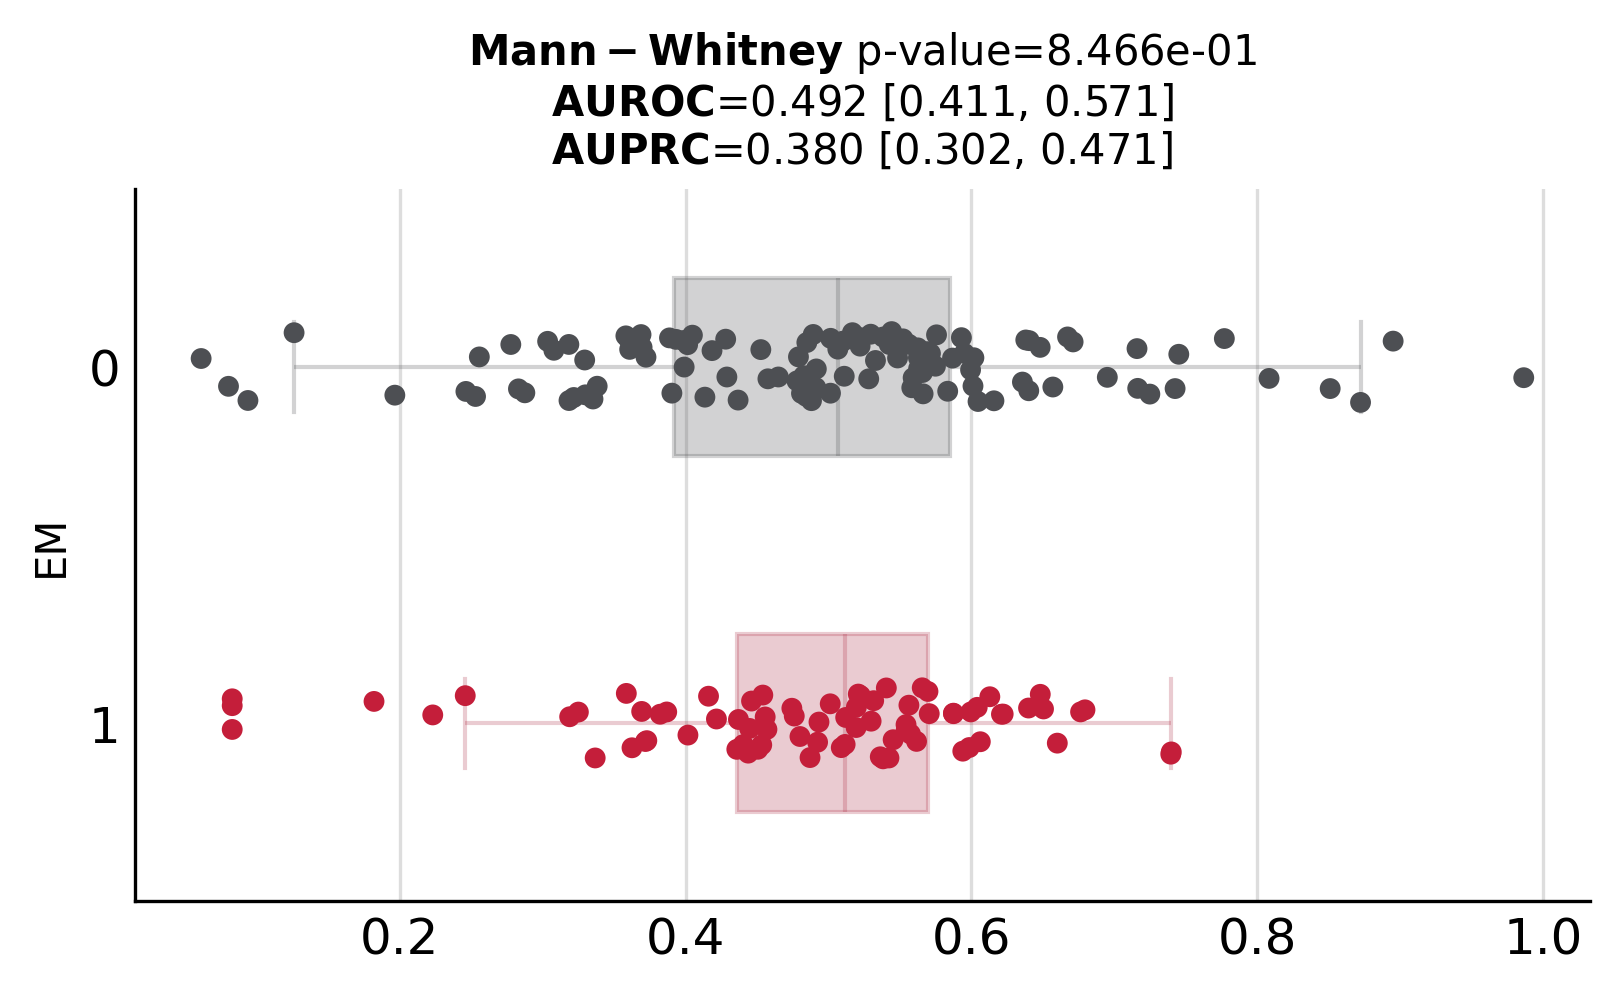 Mann − Whitney p-value=8.466e-01
AUROC=0.492 [0.411, 0.571]
AUPRC=0.380 [0.302, 0.471]
0
EM
1
0.2 0.4 0.6 0.8 1.0